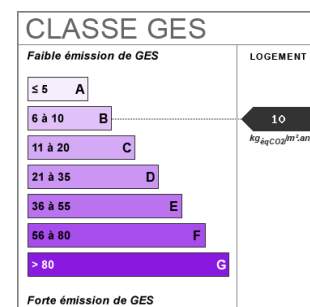 CLASSE GES
Faible émission de GES
LOGEMENT
≤ 5 A
6 à 10 B
10
kgéqCO2/m².an
11 à 20 C
21 à 35 D
36 à 55 E
56 à 80 F
> 80 G
Forte émission de GES